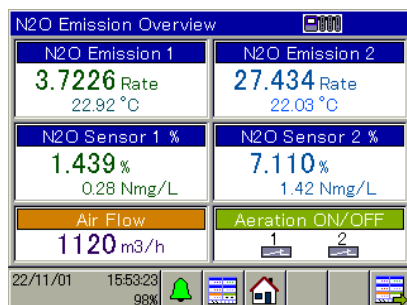 N2O Emission Overview
N2O Emission 1
3.7226 Rate
22.92 °C
N2O Emission 2
27.434 Rate
22.03 °C
N2O Sensor 1 %
1.439 %
0.28 Nmg/L
N2O Sensor 2 %
7.110 %
1.42 Nmg/L
Air Flow
1120 m3/h
Aeration ON/OFF
1 2
22/11/01 15:53:23
98%